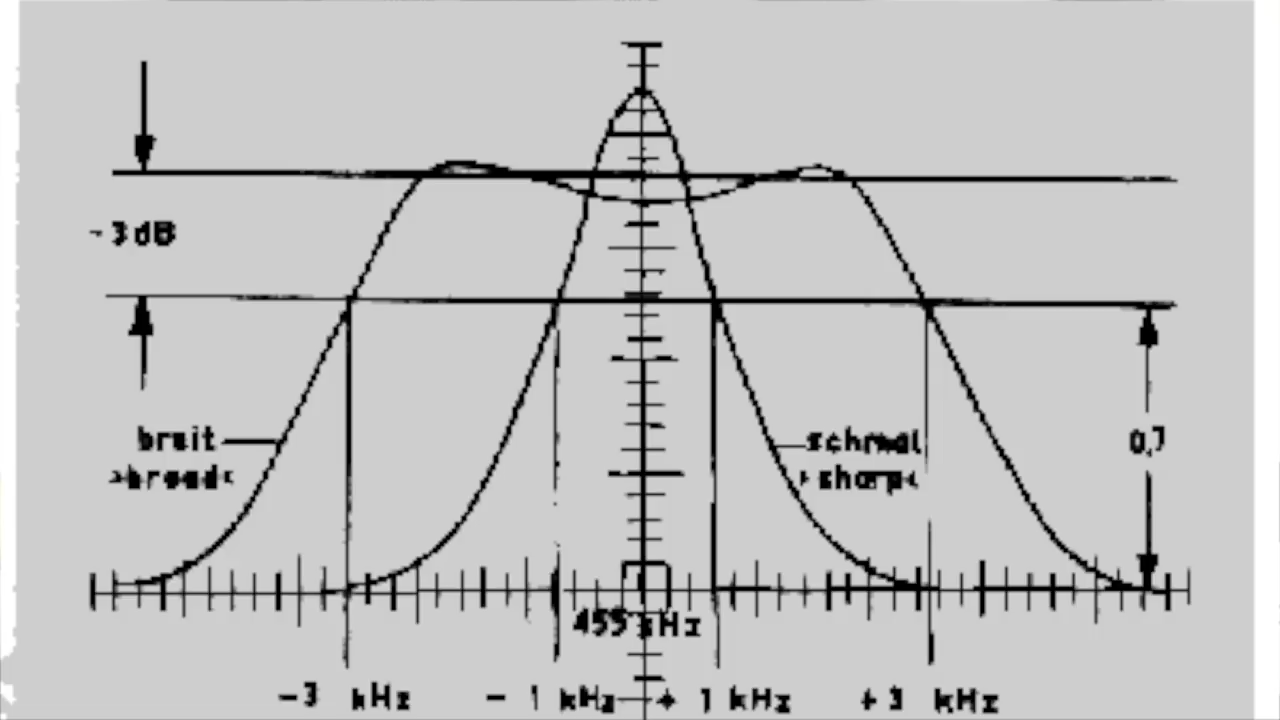 - 3 dB
breit
>broad<
schmal
>sharp<
0,7
455 kHz
-3 kHz
- 1 kHz
+ 1 kHz
+3 kHz